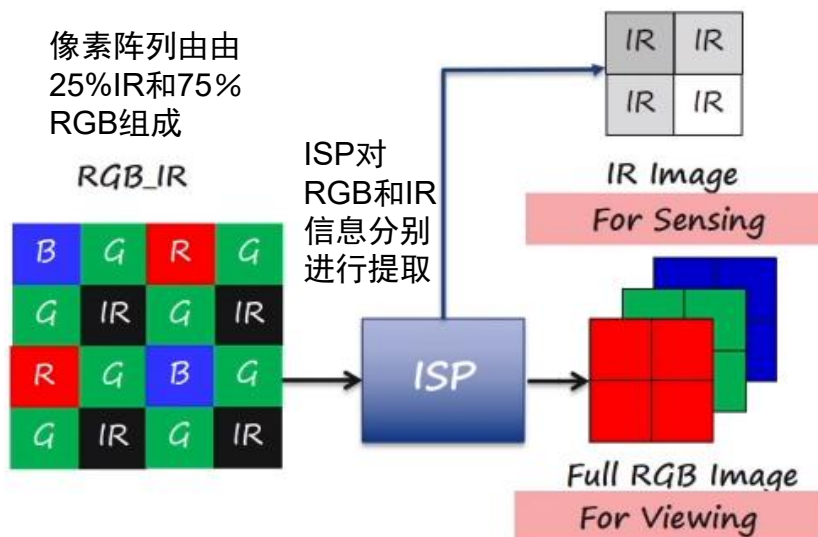 像素阵列由由
25%IR和75%
RGB组成
RGB_IR
B G R G
G IR G IR
R G B G
G IR G IR
ISP对
RGB和IR
信息分别
进行提取
ISP
IR IR
IR IR
IR Image
For Sensing
Full RGB Image
For Viewing